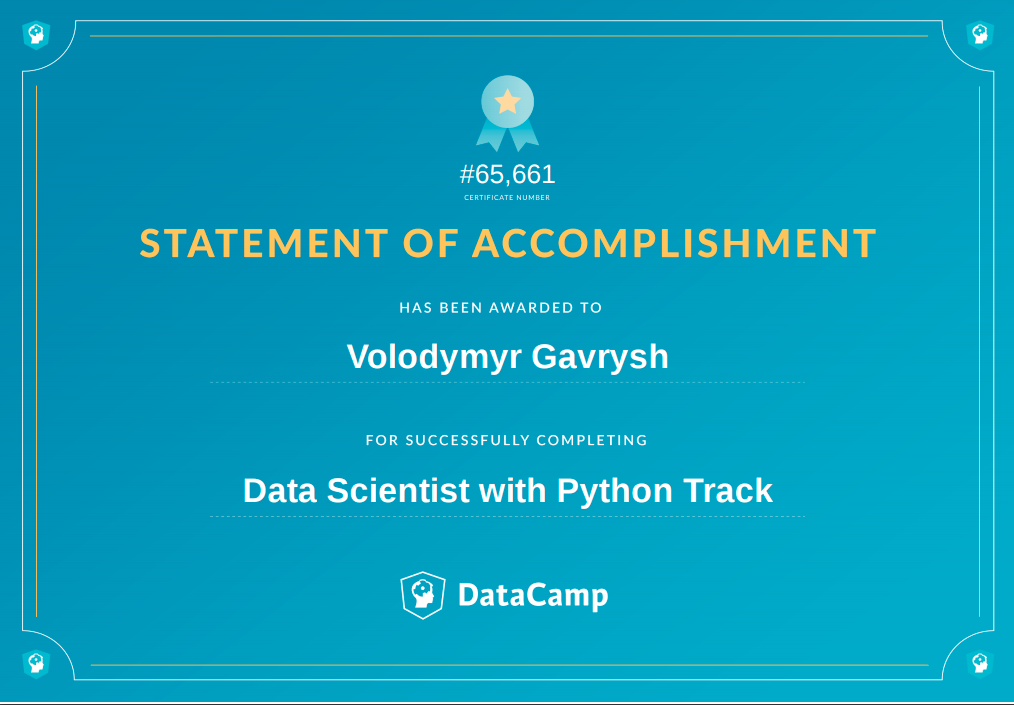 #65,661
CERTIFICATE NUMBER
STATEMENT OF ACCOMPLISHMENT
HAS BEEN AWARDED TO
Volodymyr Gavrysh
FOR SUCCESSFULLY COMPLETING
Data Scientist with Python Track
DataCamp